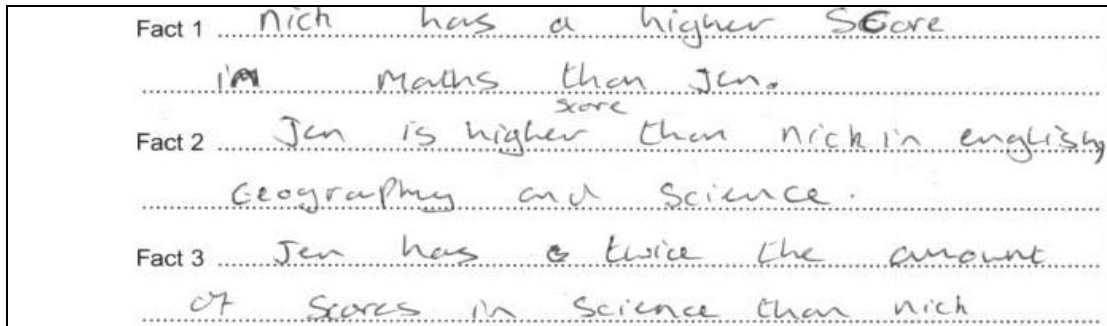 Fact 1 nich has a higher Score
in Maths than Jen.
score
Fact 2 Jen is higher than nick in english,
Geography and Science.
Fact 3 Jen has twice the amount
of scores in science than nich